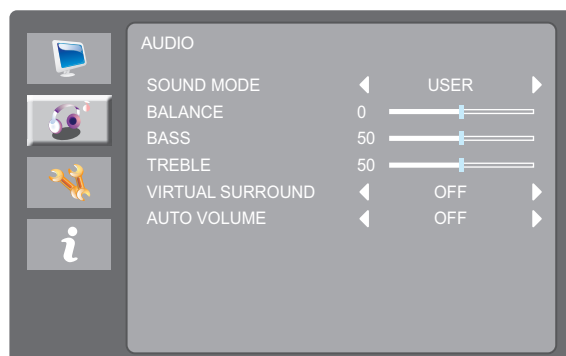 AUDIO
SOUND MODE USER
BALANCE 0
BASS 50
TREBLE 50
VIRTUAL SURROUND OFF
AUTO VOLUME OFF
i